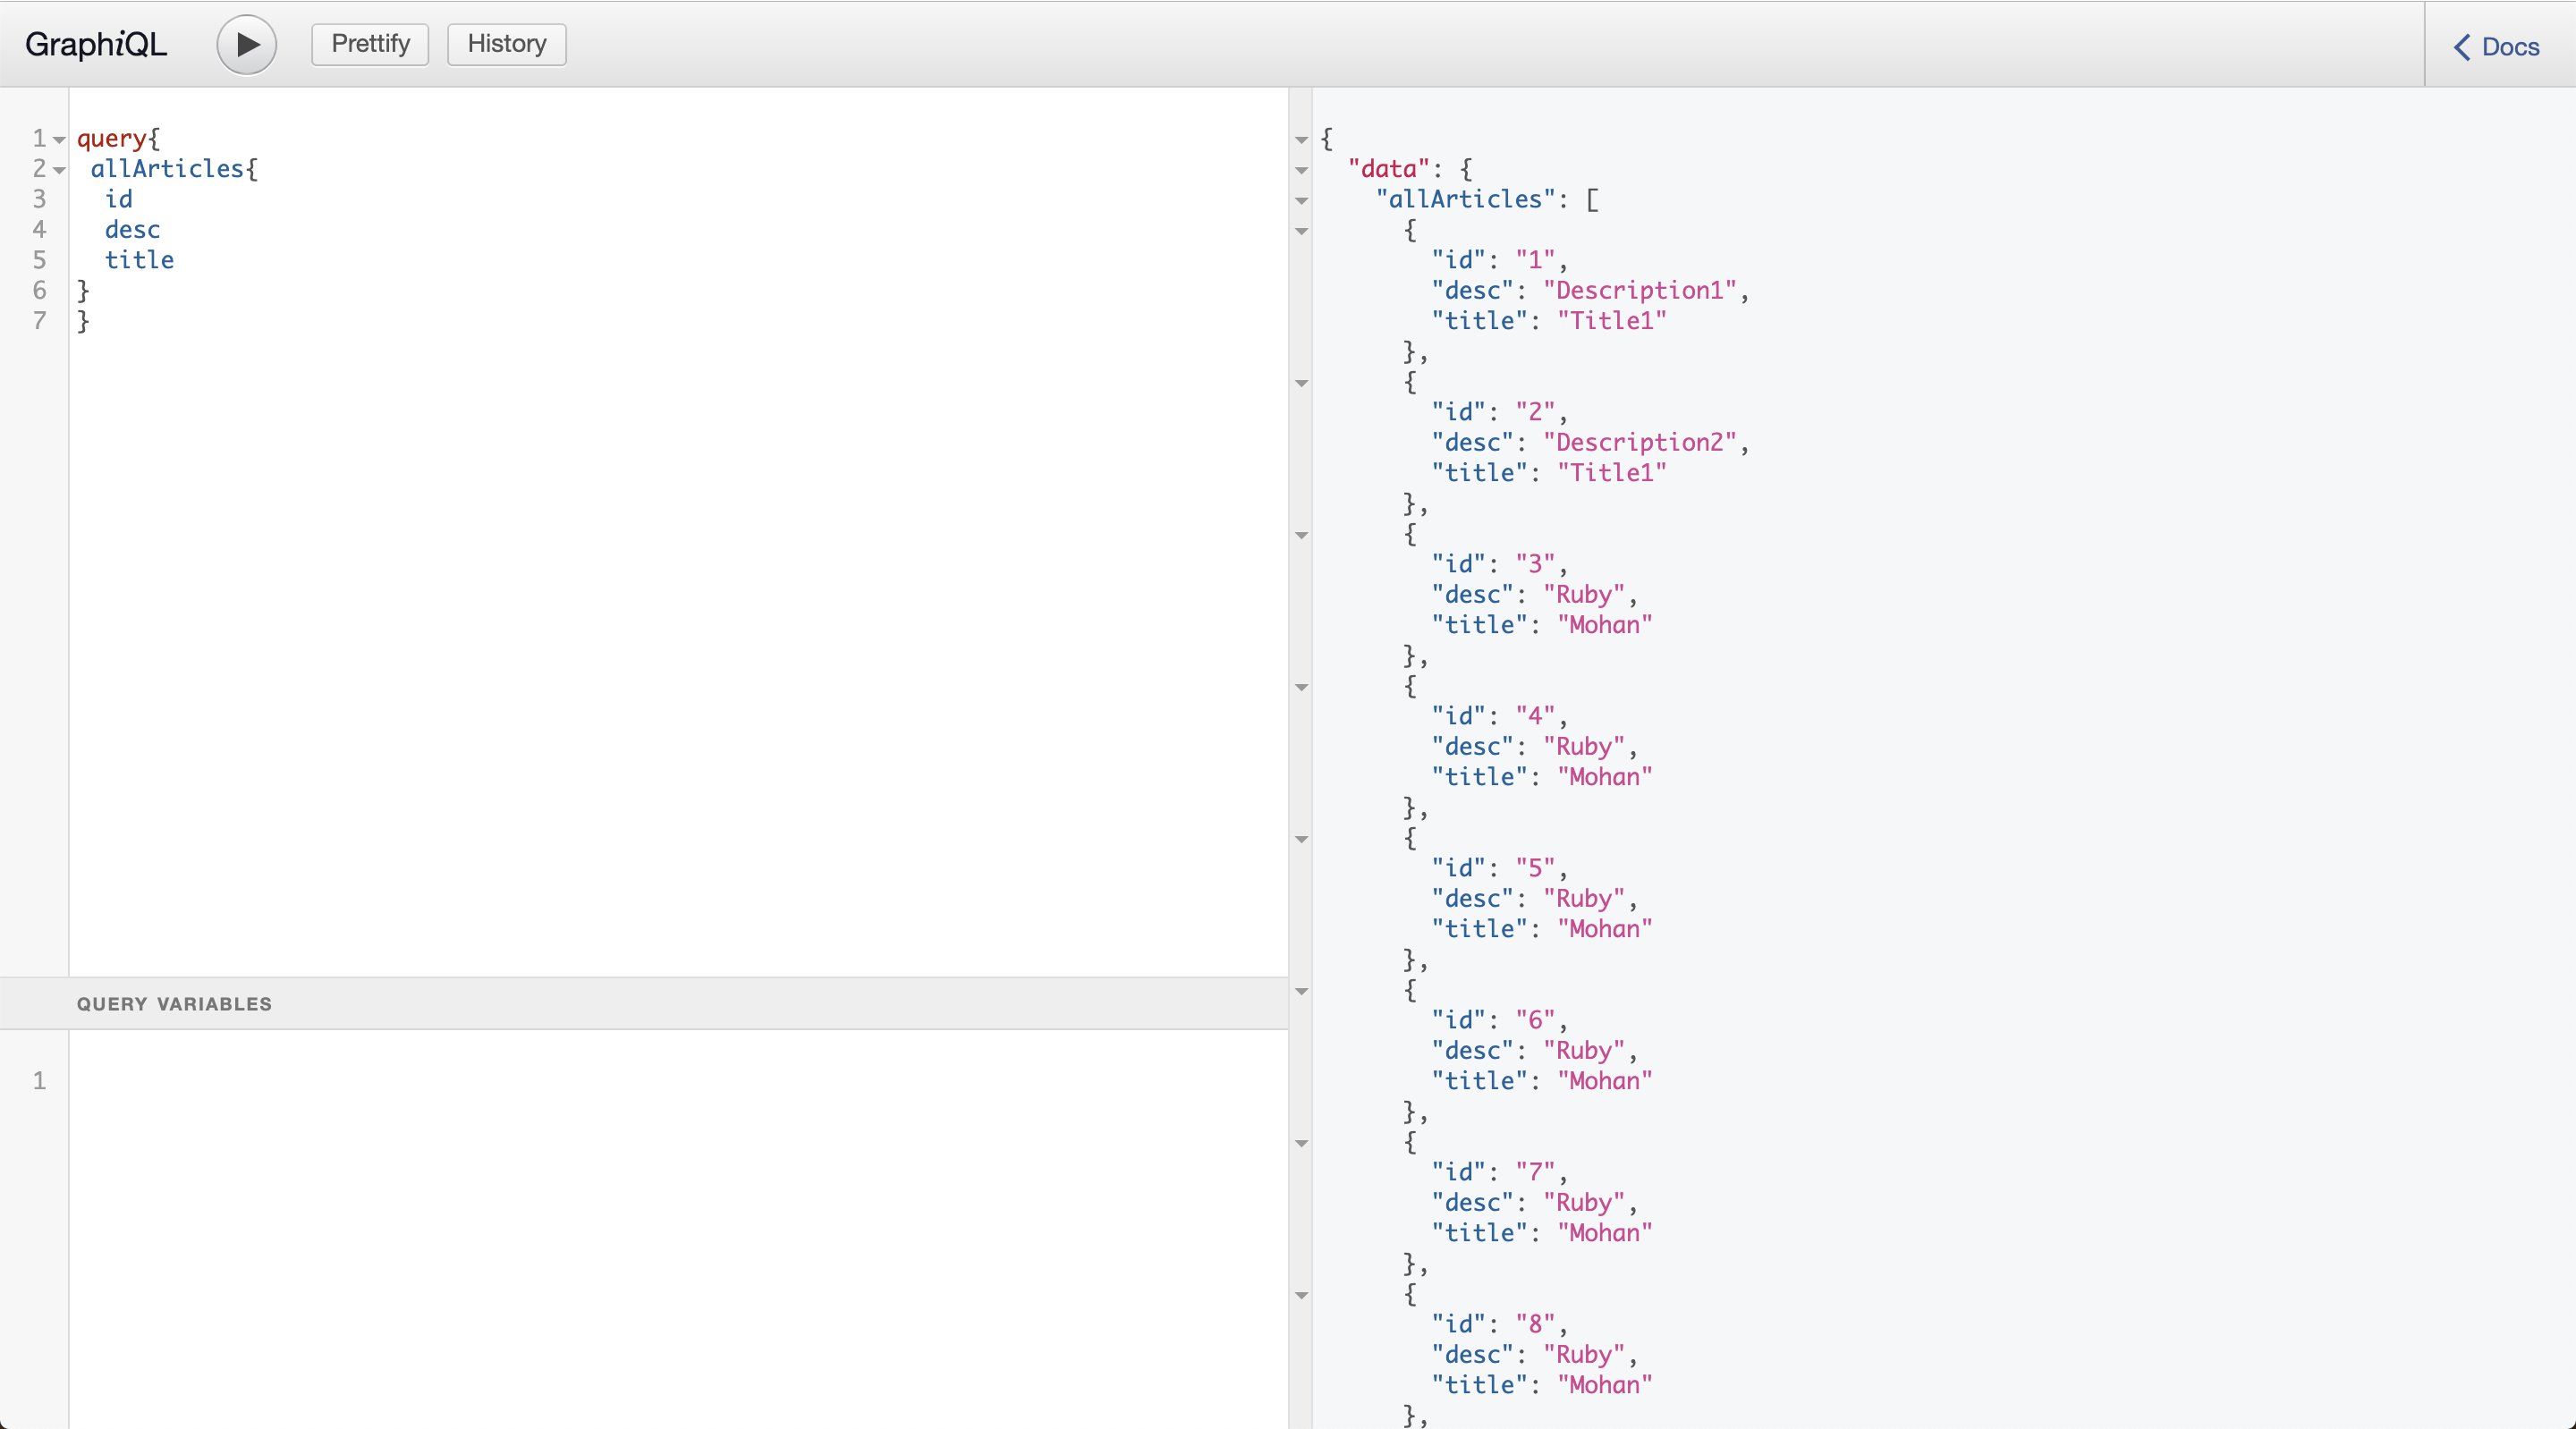 GraphiQL
Prettify
History
Docs
1 query{
2 allArticles{
3 id
4 desc
5 title
6 }
7 }
QUERY VARIABLES
1
{
"data": {
"allArticles": [
{
"id": "1",
"desc": "Description1",
"title": "Title1"
},
{
"id": "2",
"desc": "Description2",
"title": "Title1"
},
{
"id": "3",
"desc": "Ruby",
"title": "Mohan"
},
{
"id": "4",
"desc": "Ruby",
"title": "Mohan"
},
{
"id": "5",
"desc": "Ruby",
"title": "Mohan"
},
{
"id": "6",
"desc": "Ruby",
"title": "Mohan"
},
{
"id": "7",
"desc": "Ruby",
"title": "Mohan"
},
{
"id": "8",
"desc": "Ruby",
"title": "Mohan"
},